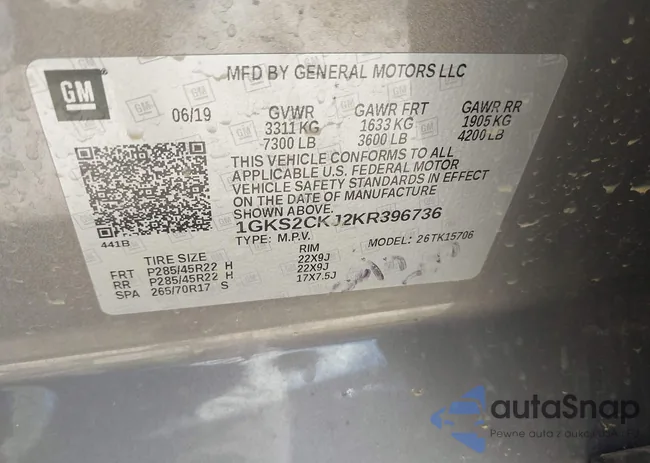 GM
MFD BY GENERAL MOTORS LLC
06/19 GVWR GAWR FRT GAWR RR
3311 KG 1633 KG 1905 KG
7300 LB 3600 LB 4200 LB
THIS VEHICLE CONFORMS TO ALL
APPLICABLE U.S. FEDERAL MOTOR
VEHICLE SAFETY STANDARDS IN EFFECT
ON THE DATE OF MANUFACTURE
SHOWN ABOVE.
441B
1GKS2CKJ2KR396736
TYPE: M.P.V. MODEL: 26TK15706
TIRE SIZE RIM
FRT P285/45R22 H 22X9J
RR P285/45R22 H 22X9J
SPA 265/70R17 S 17X7.5J
autaSnap
Pewne auta z aukcji